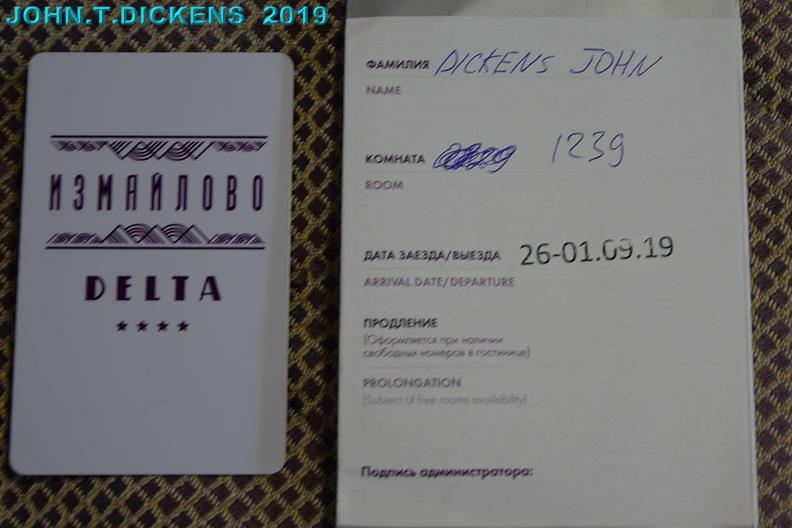 JOHN.T.DICKENS 2019
ИЗМАЙЛОВО
DELTA
ФАМИЛИЯ DICKENS JOHN
NAME
КОМНАТА 1239
ROOM
ДАТА ЗАЕЗДА/ВЫЕЗДА 26-01.09.19
ARRIVAL DATE/DEPARTURE
ПРОДЛЕНИЕ
(Оформляется при наличии
свободных номеров в гостинице)
PROLONGATION
(Subject of free rooms availability)
Подпись администратора: